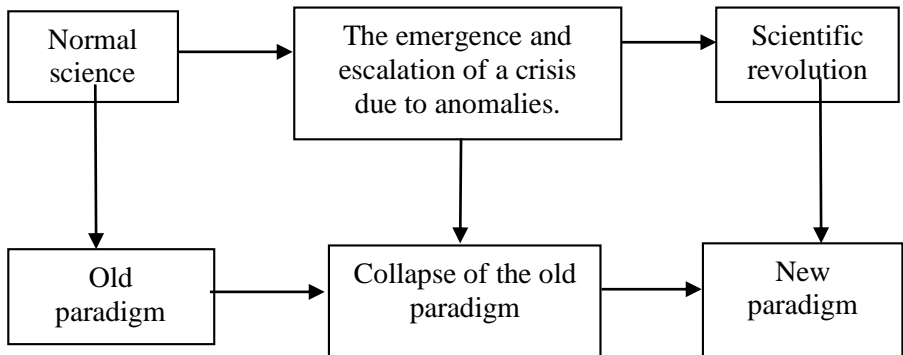 Normal
science
The emergence and
escalation of a crisis
due to anomalies.
Scientific
revolution
Old
paradigm
Collapse of the old
paradigm
New
paradigm